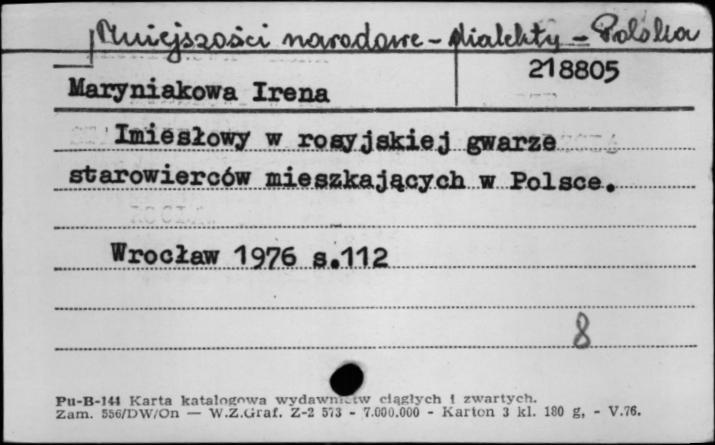 Mniejszości narodowe - dialekty - Polska
218805
Maryniakowa Irena
Imiesłowy w rosyjskiej gwarze
starowierców mieszkających w Polsce.
Wrocław 1976 s.112
8
Pu-B-144 Karta katalogowa wydawnictw ciągłych i zwartych.
Zam. 556/DW/On — W.Z.Graf. Z-2 573 - 7.000.000 - Karton 3 kl. 180 g, - V.76.